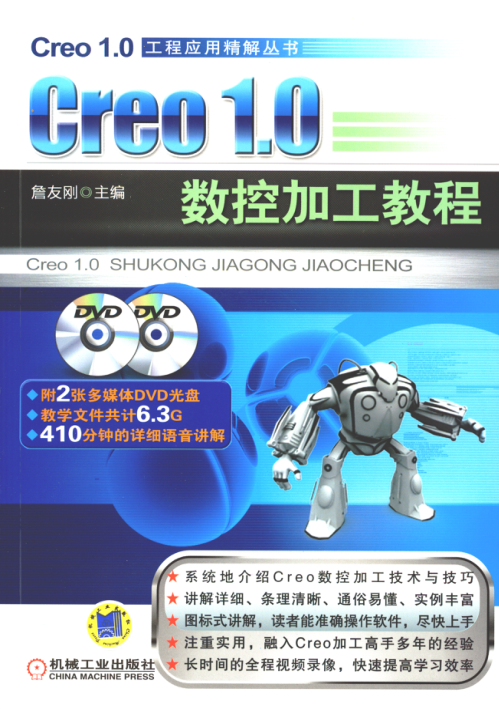 Creo 1.0 工程应用精解丛书
Creo 1.0
詹友刚◎主编
数控加工教程
Creo 1.0 SHUKONG JIAGONG JIAOCHENG
DVD DVD
◆附2张多媒体DVD光盘
◆教学文件共计6.3G
◆410分钟的详细语音讲解
★系统地介绍Creo数控加工技术与技巧
★讲解详细、条理清晰、通俗易懂、实例丰富
★图标式讲解，读者能准确操作软件，尽快上手
★注重实用，融入Creo加工高手多年的经验
★长时间的全程视频录像，快速提高学习效率
机械工业出版社
CHINA MACHINE PRESS